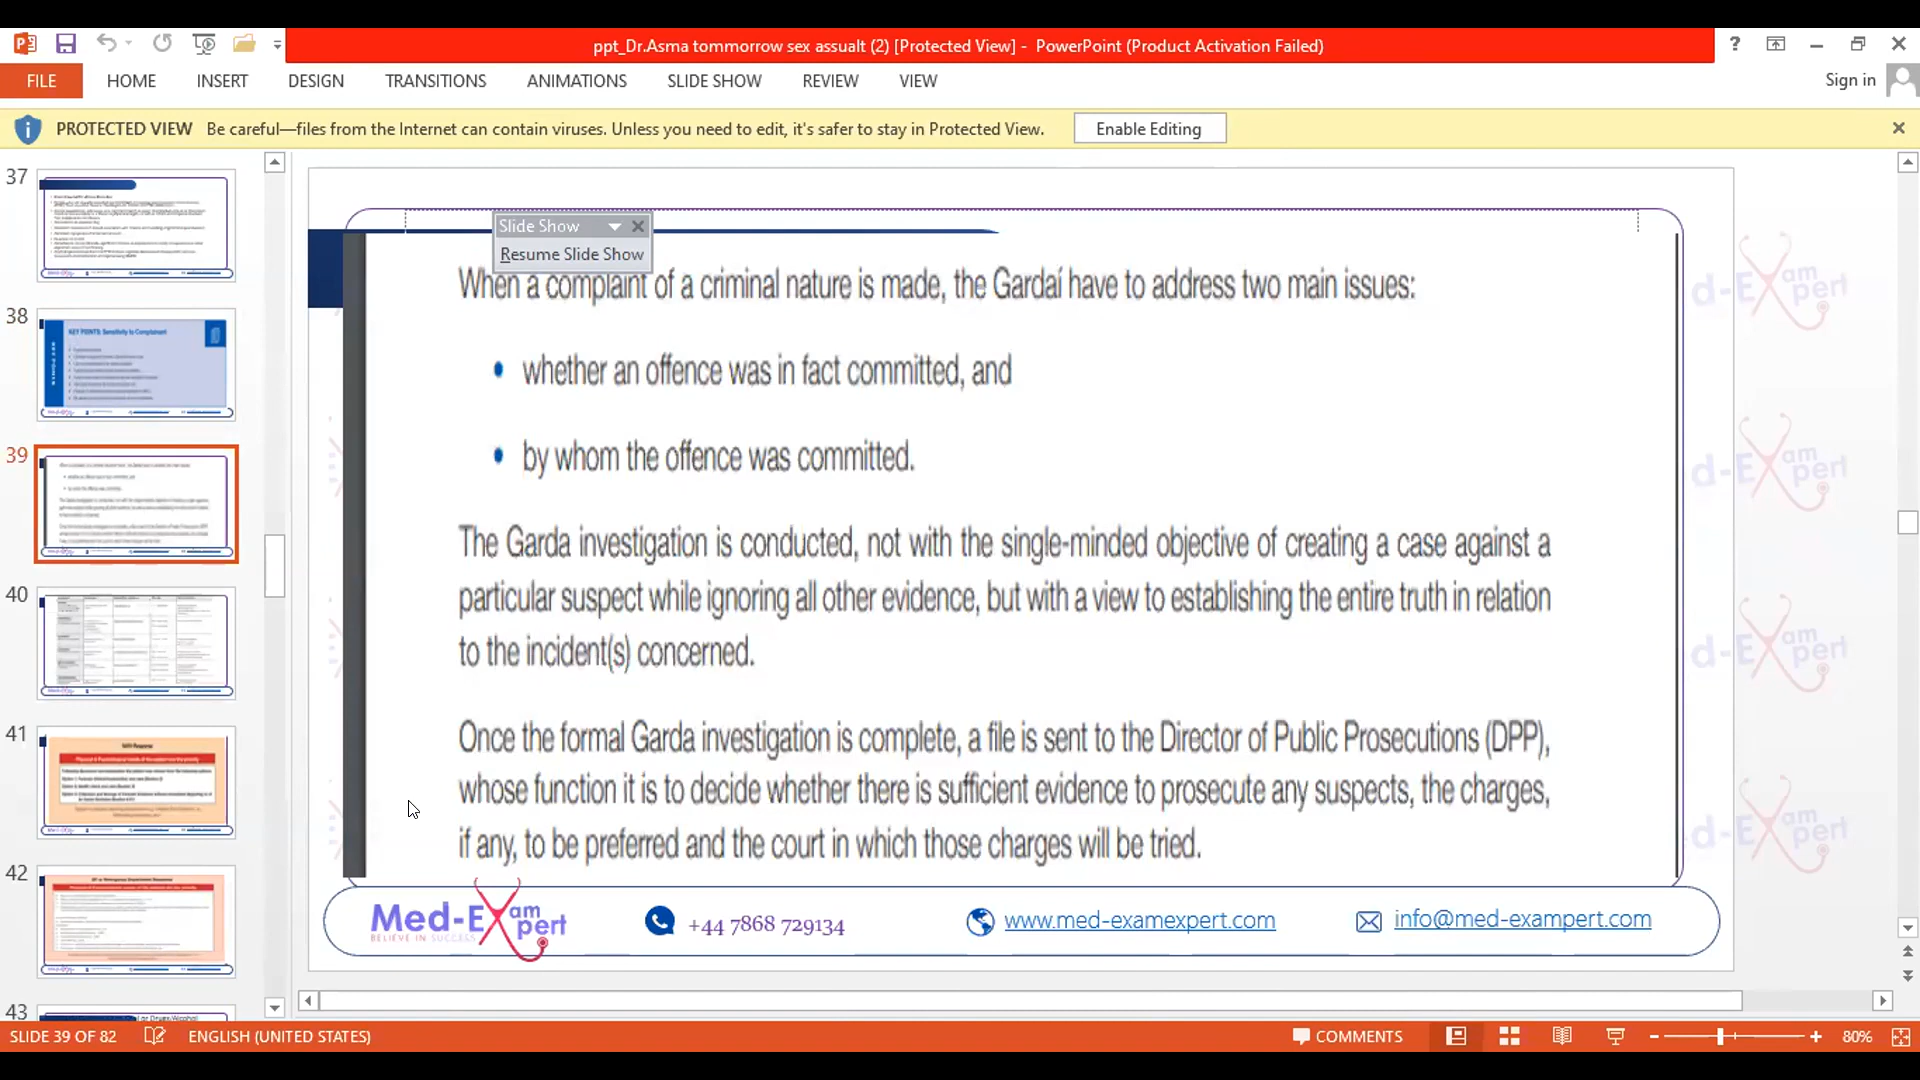 ppt_Dr.Asma tommorrow sex assualt (2) [Protected View] - PowerPoint (Product Activation Failed)
FILE HOME INSERT DESIGN TRANSITIONS ANIMATIONS SLIDE SHOW REVIEW VIEW
Sign in
PROTECTED VIEW Be careful—files from the Internet can contain viruses. Unless you need to edit, it's safer to stay in Protected View. Enable Editing
37
38
KEY POINTS: Sensitivity to Complainant
39
40
41
42
43
Slide Show
Resume Slide Show
When a complaint of a criminal nature is made, the Gardaí have to address two main issues:
• whether an offence was in fact committed, and
• by whom the offence was committed.
The Garda investigation is conducted, not with the single-minded objective of creating a case against a
particular suspect while ignoring all other evidence, but with a view to establishing the entire truth in relation
to the incident(s) concerned.
Once the formal Garda investigation is complete, a file is sent to the Director of Public Prosecutions (DPP),
whose function it is to decide whether there is sufficient evidence to prosecute any suspects, the charges,
if any, to be preferred and the court in which those charges will be tried.
Med-Exam Expert
BELIEVE IN SUCCESS
+44 7868 729134
www.med-examexpert.com
info@med-exampert.com
SLIDE 39 OF 82 ENGLISH (UNITED STATES) COMMENTS 80%